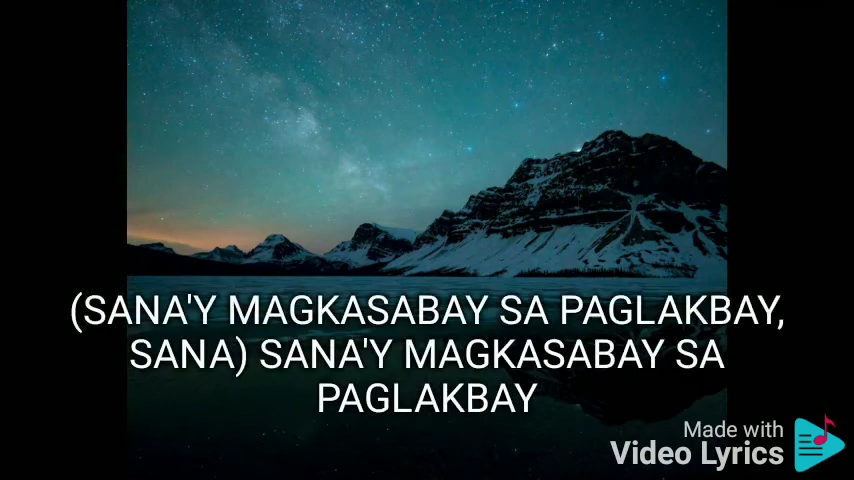 (SANA'Y MAGKASABAY SA PAGLAKBAY,
SANA) SANA'Y MAGKASABAY SA
PAGLAKBAY
Made with
Video Lyrics